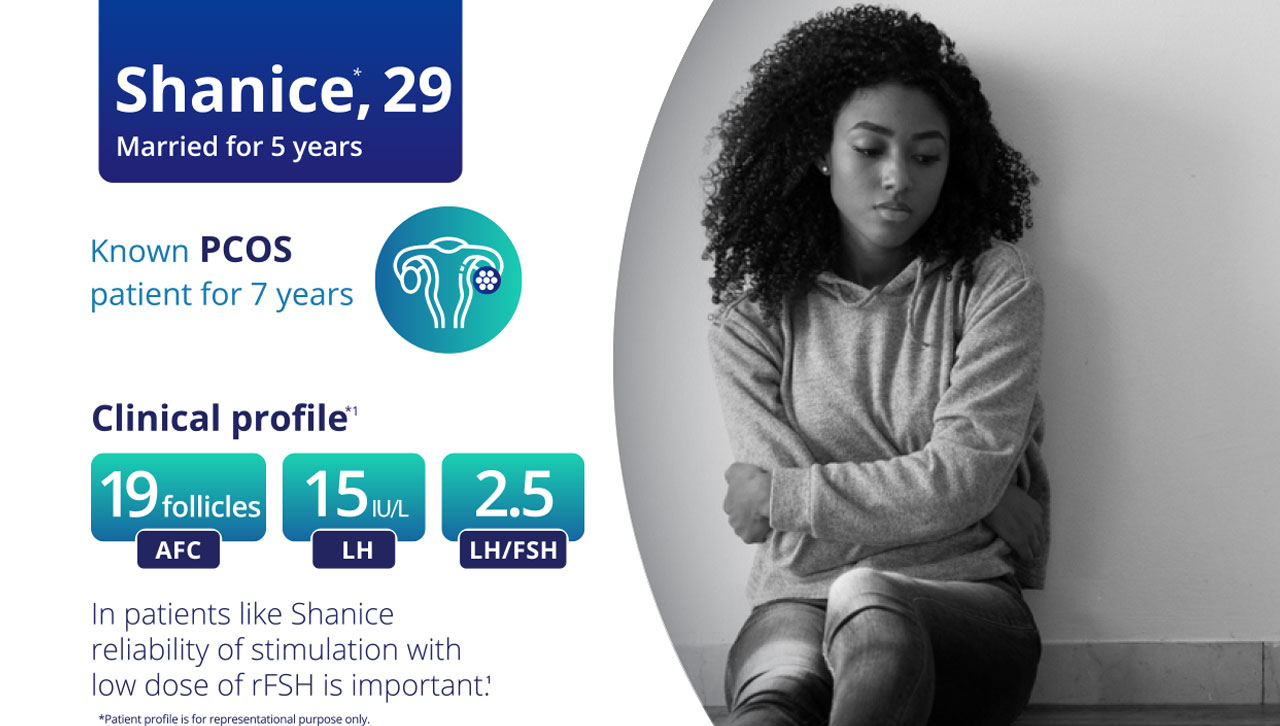 Shanice*, 29
Married for 5 years
Known PCOS
patient for 7 years
Clinical profile*1
19 follicles
AFC
15 IU/L
LH
2.5
LH/FSH
In patients like Shanice
reliability of stimulation with
low dose of rFSH is important.1
*Patient profile is for representational purpose only.